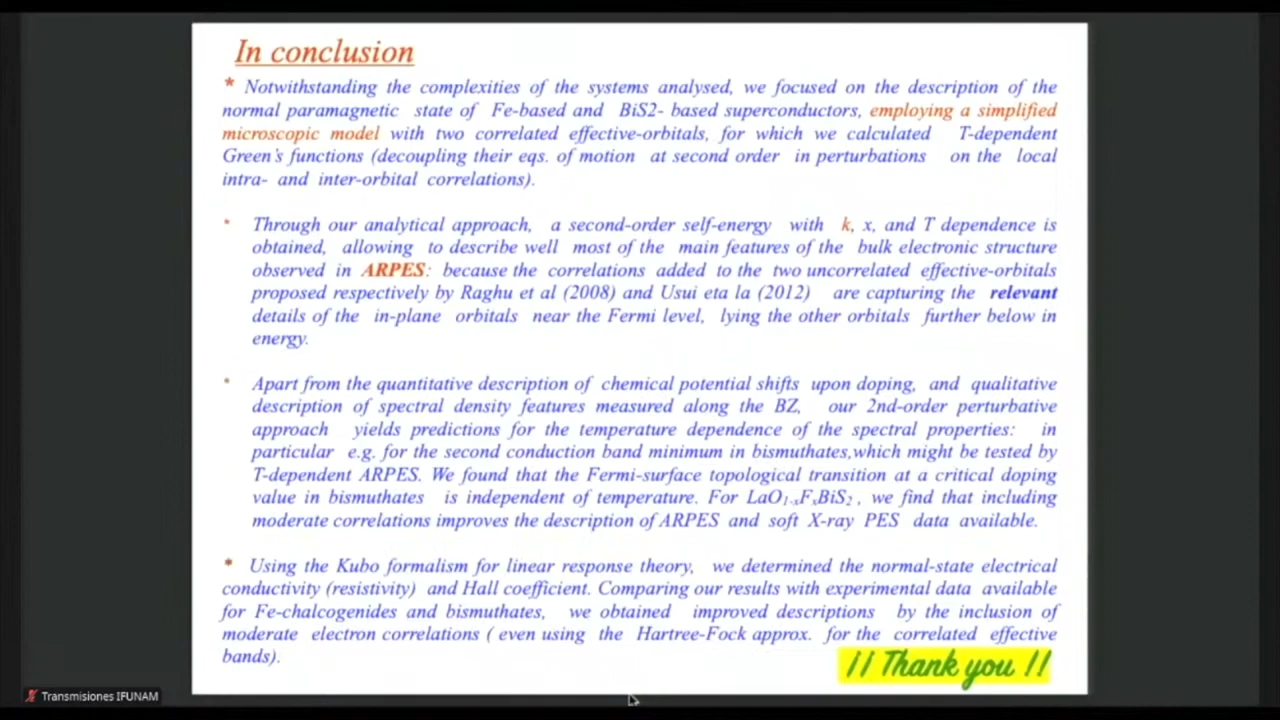 In conclusion
* Notwithstanding the complexities of the systems analysed, we focused on the description of the
normal paramagnetic state of Fe-based and BiS2- based superconductors, employing a simplified
microscopic model with two correlated effective-orbitals, for which we calculated T-dependent
Green's functions (decoupling their eqs. of motion at second order in perturbations on the local
intra- and inter-orbital correlations).
* Through our analytical approach, a second-order self-energy with k, x, and T dependence is
obtained, allowing to describe well most of the main features of the bulk electronic structure
observed in ARPES: because the correlations added to the two uncorrelated effective-orbitals
proposed respectively by Raghu et al (2008) and Usui eta la (2012) are capturing the relevant
details of the in-plane orbitals near the Fermi level, lying the other orbitals further below in
energy.
* Apart from the quantitative description of chemical potential shifts upon doping, and qualitative
description of spectral density features measured along the BZ, our 2nd-order perturbative
approach yields predictions for the temperature dependence of the spectral properties: in
particular e.g. for the second conduction band minimum in bismuthates,which might be tested by
T-dependent ARPES. We found that the Fermi-surface topological transition at a critical doping
value in bismuthates is independent of temperature. For LaO₁₋ₓFₓBiS₂ , we find that including
moderate correlations improves the description of ARPES and soft X-ray PES data available.
* Using the Kubo formalism for linear response theory, we determined the normal-state electrical
conductivity (resistivity) and Hall coefficient. Comparing our results with experimental data available
for Fe-chalcogenides and bismuthates, we obtained improved descriptions by the inclusion of
moderate electron correlations ( even using the Hartree-Fock approx. for the correlated effective
bands).
¡¡ Thank you !!
Transmisiones IFUNAM